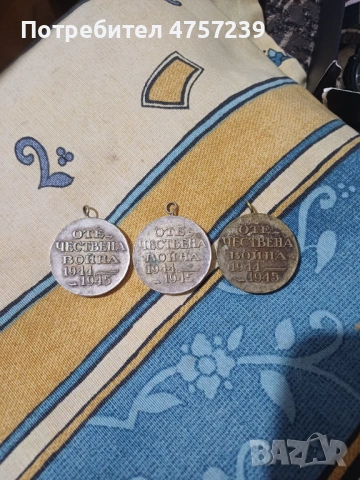 Потребител 4757239
ОТЕ-
ЧЕСТВЕНА
ВОЙНА
1944
–1945
ОТЕ-
ЧЕСТВЕНА
ВОЙНА
1944
–1945
ОТЕ-
ЧЕСТВЕНА
ВОЙНА
1944
–1945
BAZAR